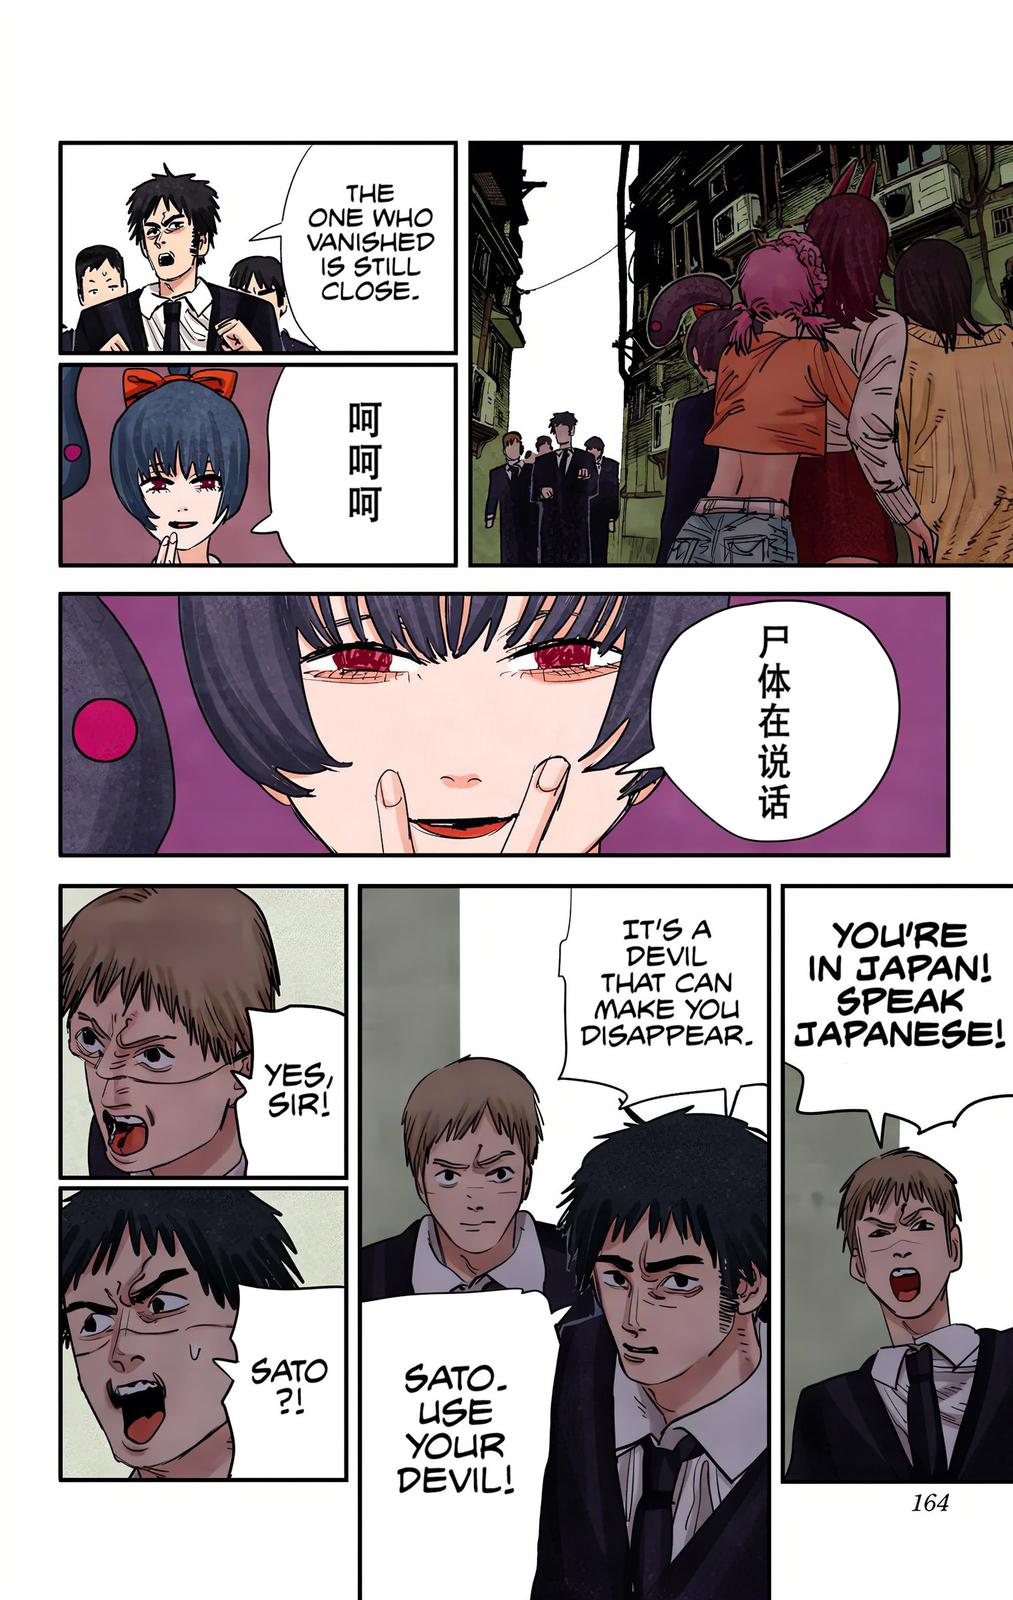 THE
ONE WHO
VANISHED
IS STILL
CLOSE.
呵呵呵
尸体在说话
YOU'RE
IN JAPAN!
SPEAK
JAPANESE!
IT'S A
DEVIL
THAT CAN
MAKE YOU
DISAPPEAR.
SATO.
USE
YOUR
DEVIL!
YES,
SIR!
SATO
?!
164